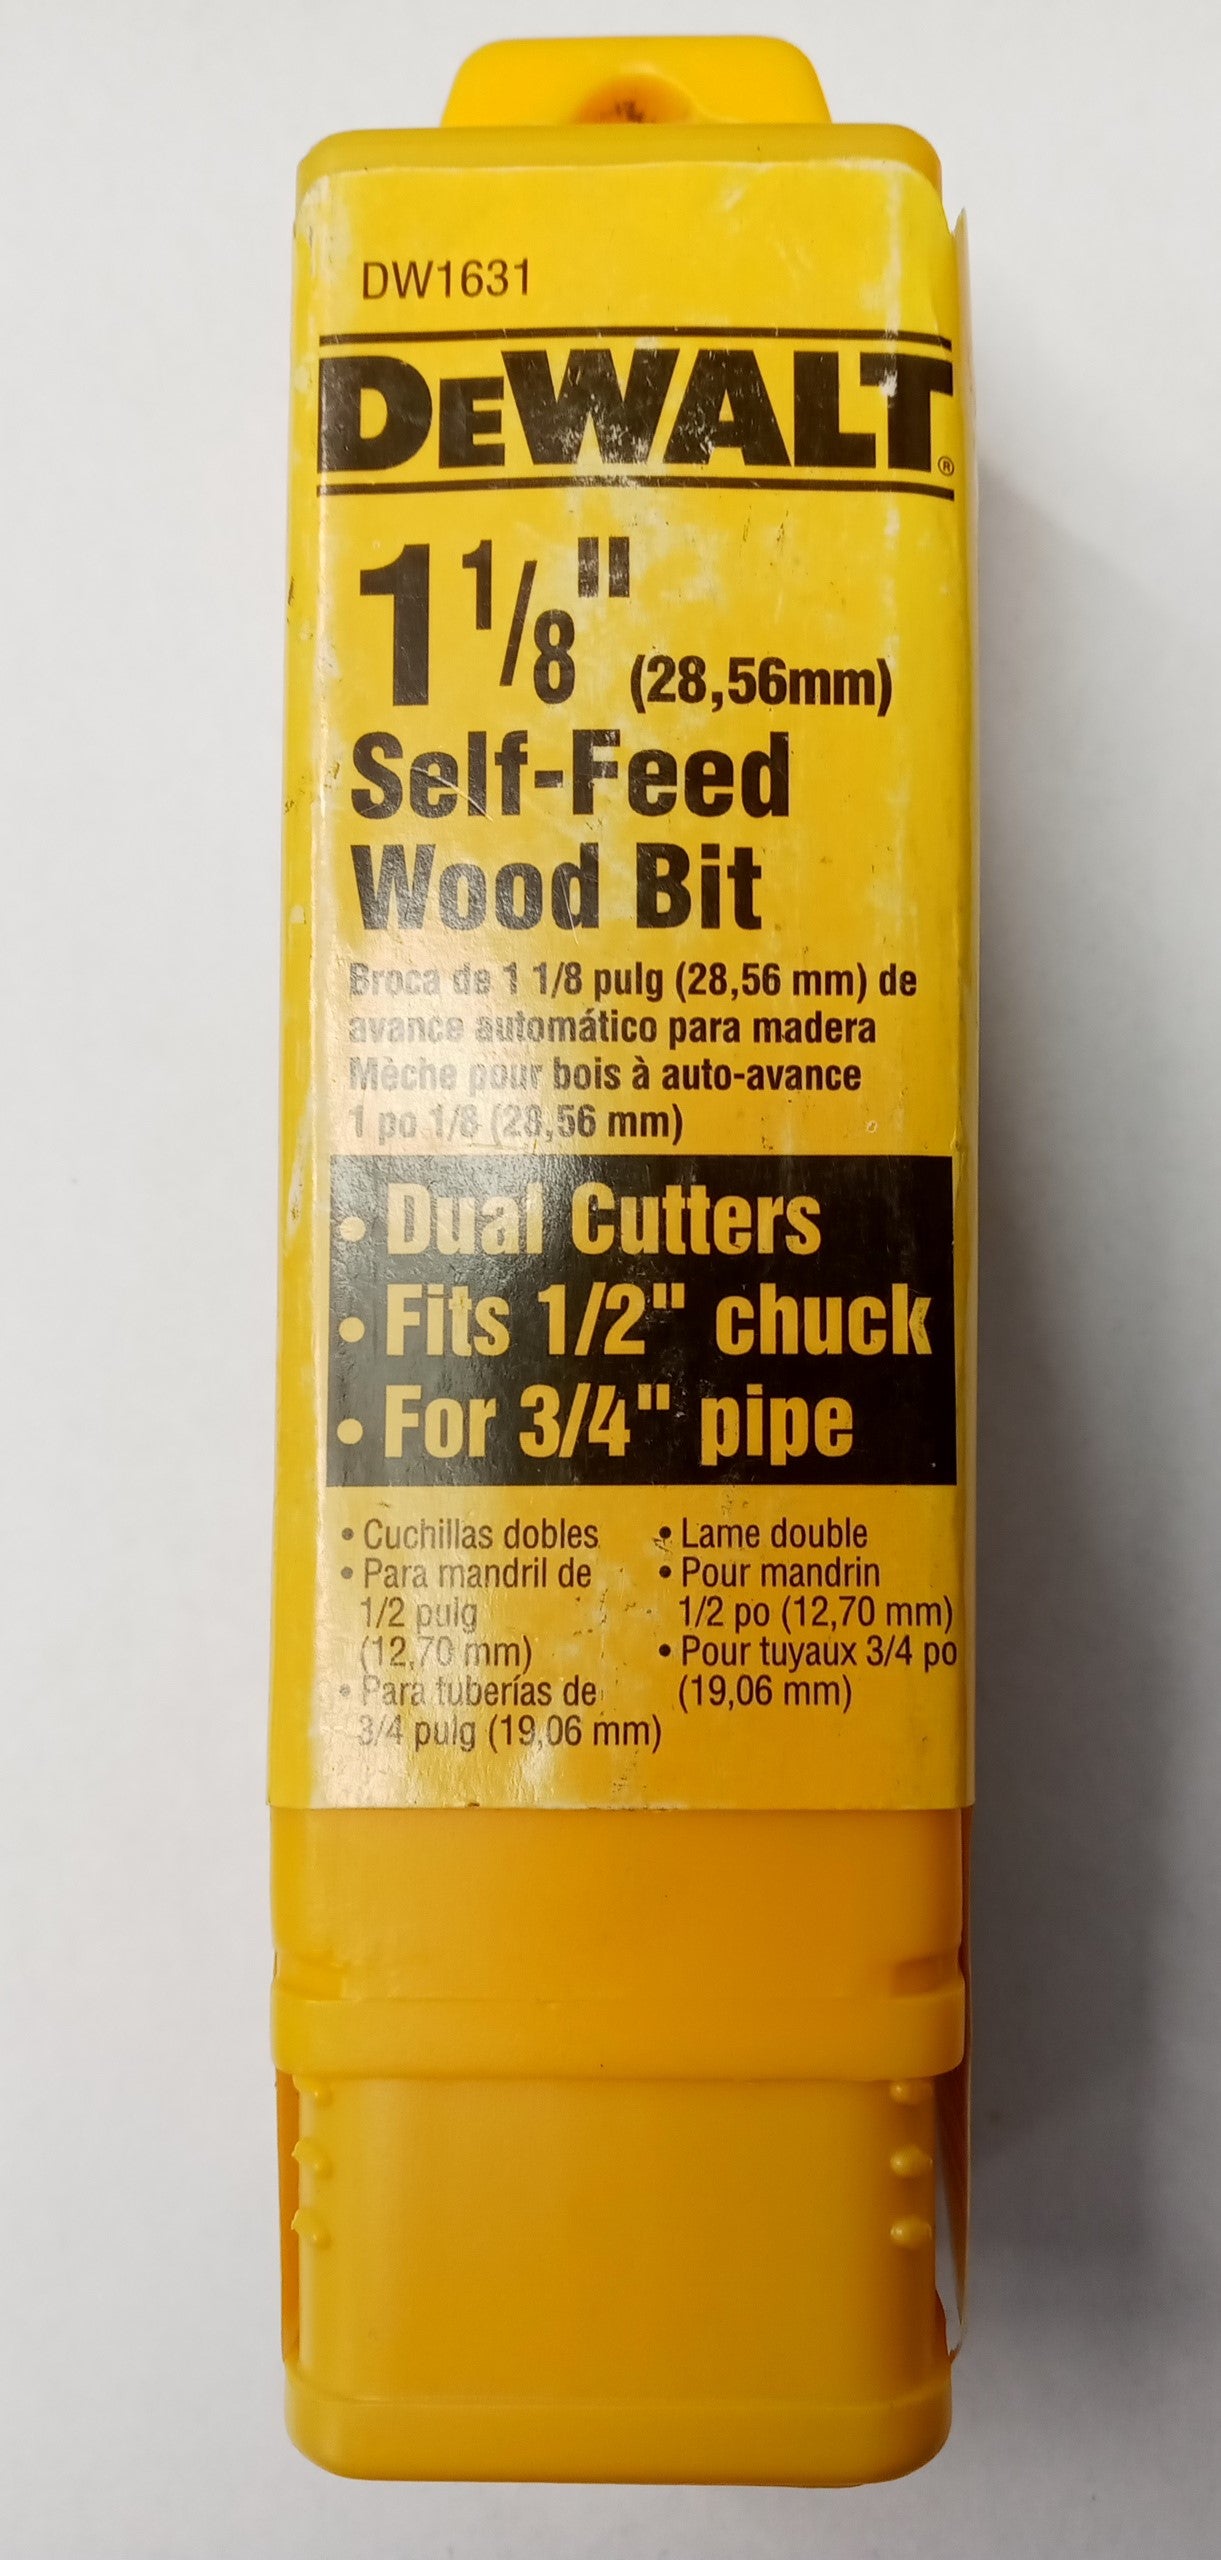 DW1631
DEWALT®
1 1/8" (28,56mm)
Self-Feed
Wood Bit
Broca de 1 1/8 pulg (28,56 mm) de
avance automático para madera
Mèche pour bois à auto-avance
1 po 1/8 (28,56 mm)
• Dual Cutters
• Fits 1/2" chuck
• For 3/4" pipe
• Cuchillas dobles
• Para mandril de
1/2 pulg
(12,70 mm)
• Para tuberías de
3/4 pulg (19,06 mm)
• Lame double
• Pour mandrin
1/2 po (12,70 mm)
• Pour tuyaux 3/4 po
(19,06 mm)